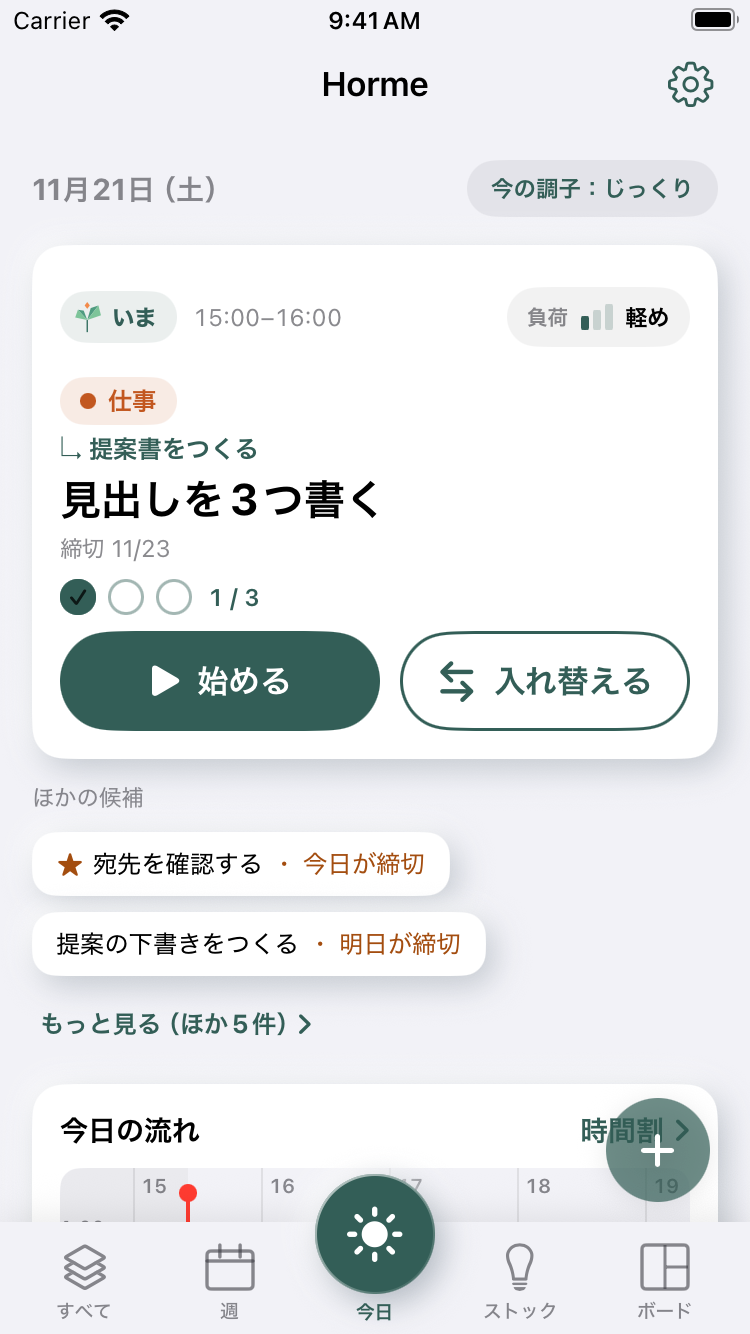 Carrier 9:41 AM
Horme
11月21日（土） 今の調子：じっくり
いま 15:00–16:00 負荷 軽め
仕事
提案書をつくる
見出しを3つ書く
締切 11/23
1 / 3
始める 入れ替える
ほかの候補
宛先を確認する ・ 今日が締切
提案の下書きをつくる ・ 明日が締切
もっと見る（ほか5件）
今日の流れ 時間割
15 16 17 18 19
すべて 週 今日 ストック ボード